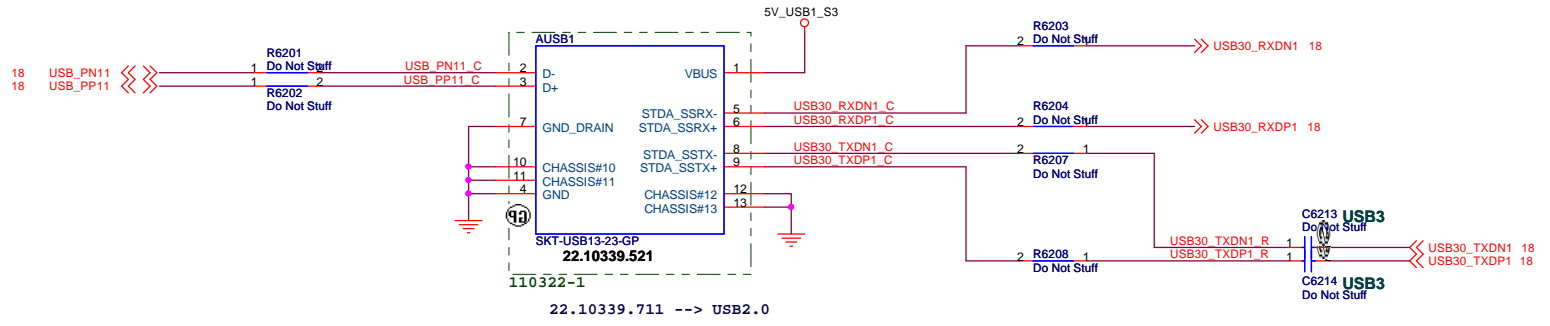 5V_USB1_S3
R6201
Do Not Stuff
1 2
18 USB_PN11
USB_PN11_C
18 USB_PP11
1 2
USB_PP11_C
R6202
Do Not Stuff
AUSB1
2 D-
3 D+
7 GND_DRAIN
10 CHASSIS#10
11 CHASSIS#11
4 GND
VBUS 1
STDA_SSRX- 5
STDA_SSRX+ 6
STDA_SSTX- 8
STDA_SSTX+ 9
CHASSIS#12 12
CHASSIS#13 13
GP
SKT-USB13-23-GP
22.10339.521
110322-1
22.10339.711 --> USB2.0
USB30_RXDN1_C
USB30_RXDP1_C
USB30_TXDN1_C
USB30_TXDP1_C
R6203
Do Not Stuff
2 1
USB30_RXDN1 18
R6204
Do Not Stuff
2 1
USB30_RXDP1 18
2 1
R6207
Do Not Stuff
R6208
2 1
Do Not Stuff
USB30_TXDN1_R 1
USB30_TXDP1_R 1
C6213 USB3
Do Not Stuff
C6214 USB3
Do Not Stuff
USB30_TXDN1 18
USB30_TXDP1 18